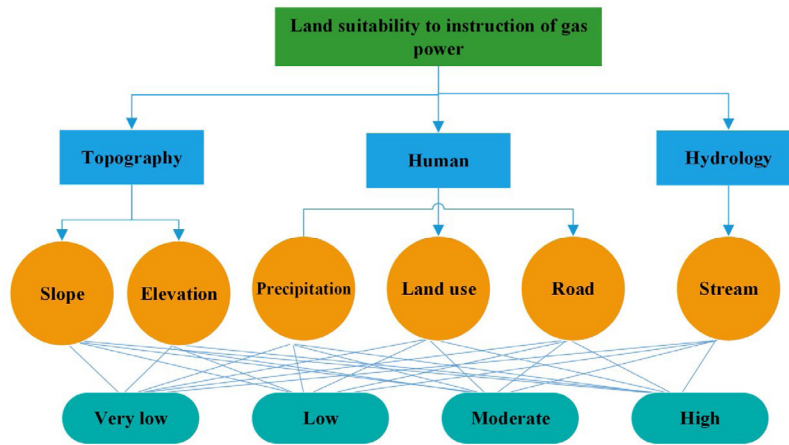 Land suitability to instruction of gas
power
Topography
Human
Hydrology
Slope
Elevation
Precipitation
Land use
Road
Stream
Very low
Low
Moderate
High